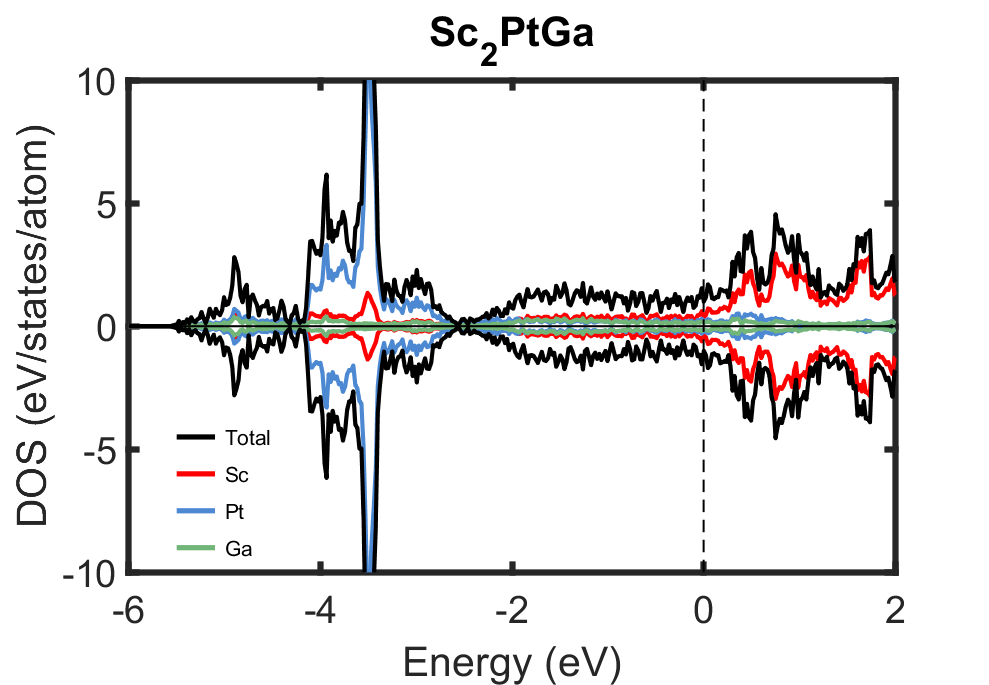 Sc₂PtGa
DOS (eV/states/atom)
10
5
0
-5
-10
Total
Sc
Pt
Ga
-6 -4 -2 0 2
Energy (eV)